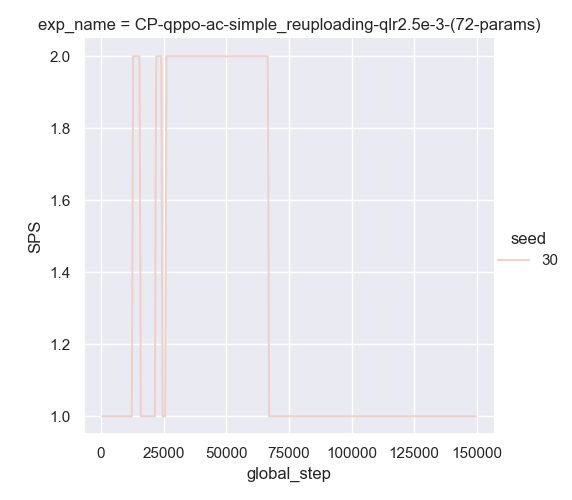 exp_name = CP-qppo-ac-simple_reuploading-qlr2.5e-3-(72-params)
2.0
1.8
1.6
1.4
1.2
1.0
SPS
seed
30
0 25000 50000 75000 100000 125000 150000
global_step